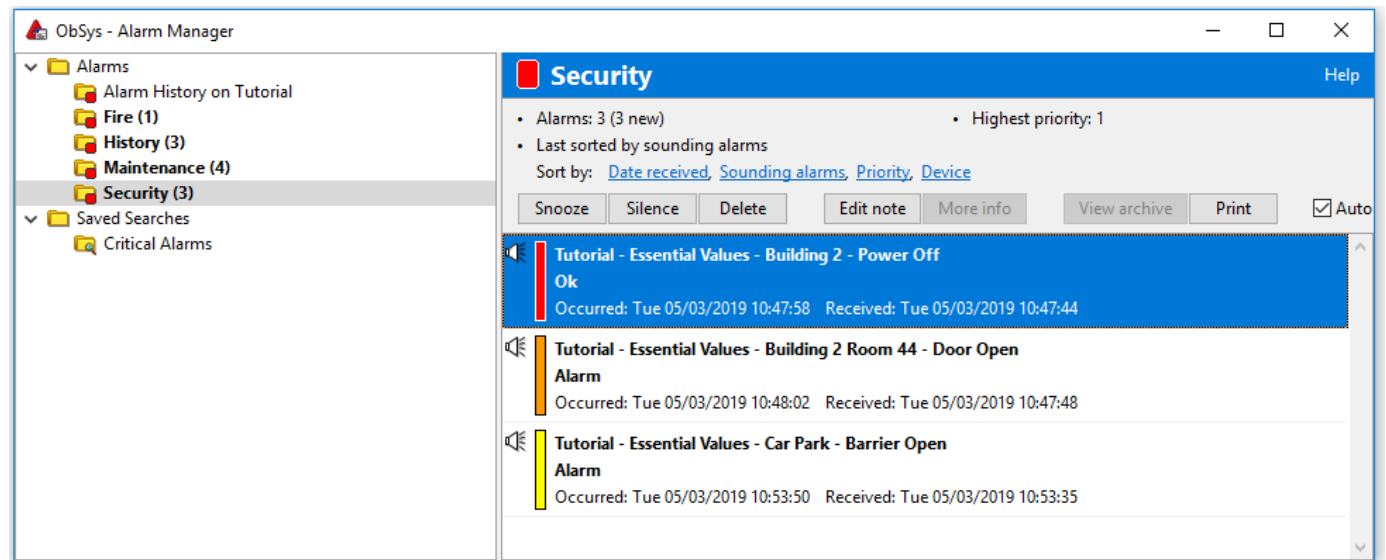 ObSys - Alarm Manager
Alarms
Alarm History on Tutorial
Fire (1)
History (3)
Maintenance (4)
Security (3)
Saved Searches
Critical Alarms
Security Help
• Alarms: 3 (3 new) • Highest priority: 1
• Last sorted by sounding alarms
Sort by: Date received, Sounding alarms, Priority, Device
Snooze Silence Delete Edit note More info View archive Print Auto
Tutorial - Essential Values - Building 2 - Power Off
Ok
Occurred: Tue 05/03/2019 10:47:58 Received: Tue 05/03/2019 10:47:44
Tutorial - Essential Values - Building 2 Room 44 - Door Open
Alarm
Occurred: Tue 05/03/2019 10:48:02 Received: Tue 05/03/2019 10:47:48
Tutorial - Essential Values - Car Park - Barrier Open
Alarm
Occurred: Tue 05/03/2019 10:53:50 Received: Tue 05/03/2019 10:53:35